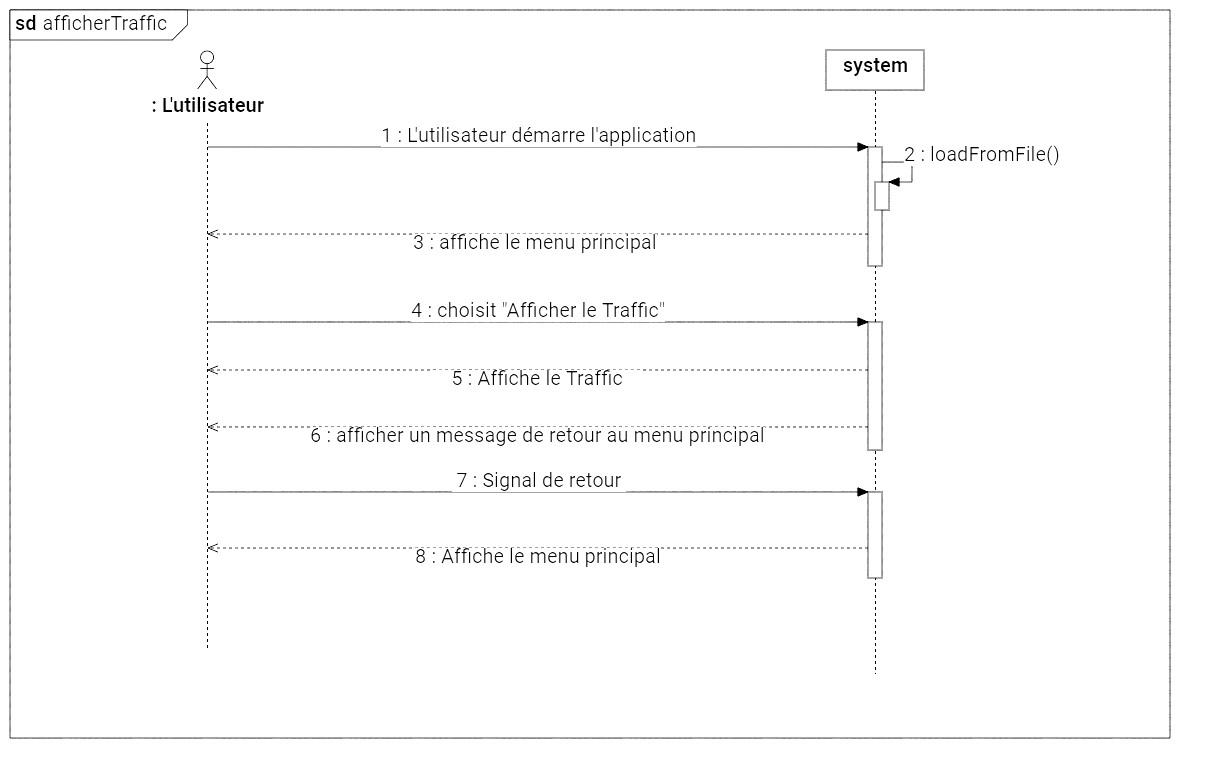 sd afficherTraffic
: L'utilisateur
system
1 : L'utilisateur démarre l'application
2 : loadFromFile()
3 : affiche le menu principal
4 : choisit "Afficher le Traffic"
5 : Affiche le Traffic
6 : afficher un message de retour au menu principal
7 : Signal de retour
8 : Affiche le menu principal